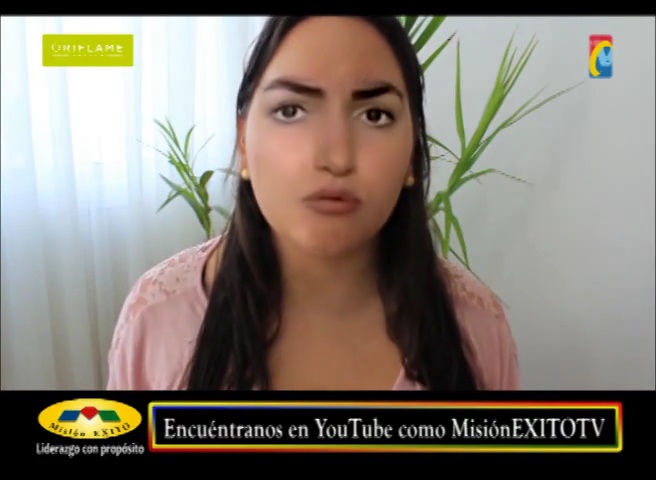 ORIFLAME
Misión EXITO
Liderazgo con propósito
Encuéntranos en YouTube como MisiónEXITOTV